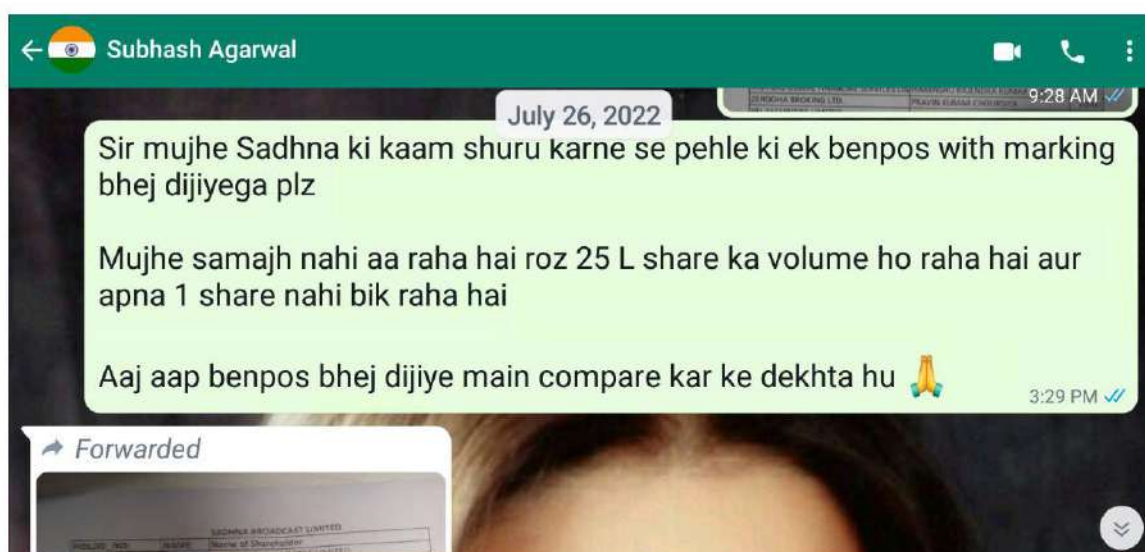 Subhash Agarwal
ZERODHA BROKING LTD
9:28 AM
July 26, 2022
Sir mujhe Sadhna ki kaam shuru karne se pehle ki ek benpos with marking
bhej dijiyega plz
Mujhe samajh nahi aa raha hai roz 25 L share ka volume ho raha hai aur
apna 1 share nahi bik raha hai
Aaj aap benpos bhej dijiye main compare kar ke dekhta hu 🙏
3:29 PM
Forwarded
SADHNA BROADCAST LIMITED
Name of Shareholder